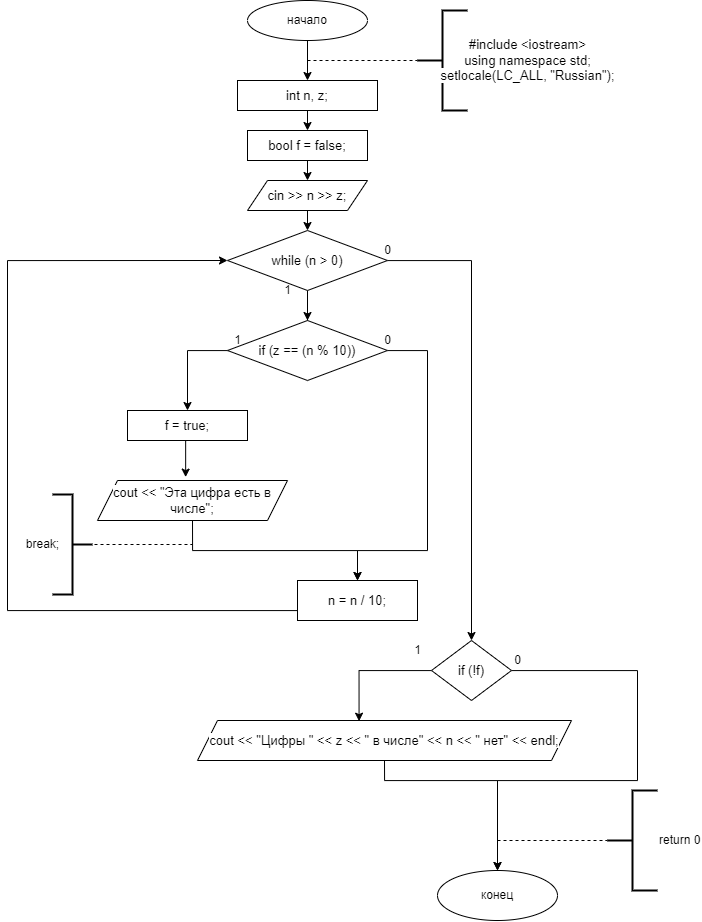 начало
#include <iostream>
using namespace std;
setlocale(LC_ALL, "Russian");
int n, z;
bool f = false;
cin >> n >> z;
while (n > 0)
0
1
if (z == (n % 10))
1
0
f = true;
cout << "Эта цифра есть в
числе";
break;
n = n / 10;
if (!f)
1
0
cout << "Цифры " << z << " в числе" << n << " нет" << endl;
return 0
конец